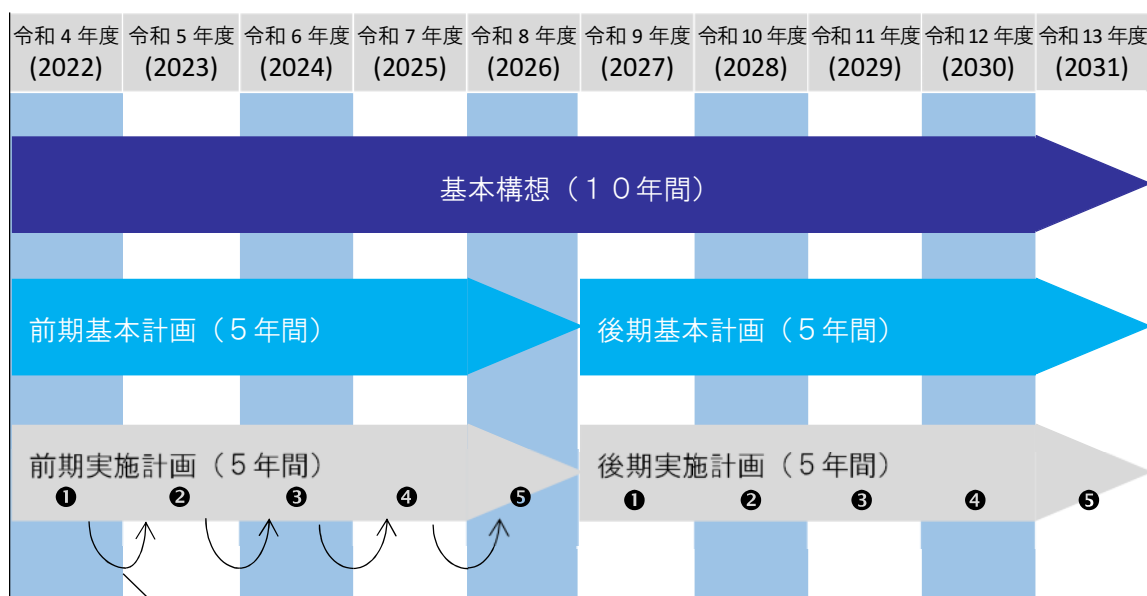 令和4年度 令和5年度 令和6年度 令和7年度 令和8年度 令和9年度 令和10年度 令和11年度 令和12年度 令和13年度
(2022) (2023) (2024) (2025) (2026) (2027) (2028) (2029) (2030) (2031)
基本構想（１０年間）
前期基本計画（５年間） 後期基本計画（５年間）
前期実施計画（５年間） 後期実施計画（５年間）
❶ ❷ ❸ ❹ ❺ ❶ ❷ ❸ ❹ ❺